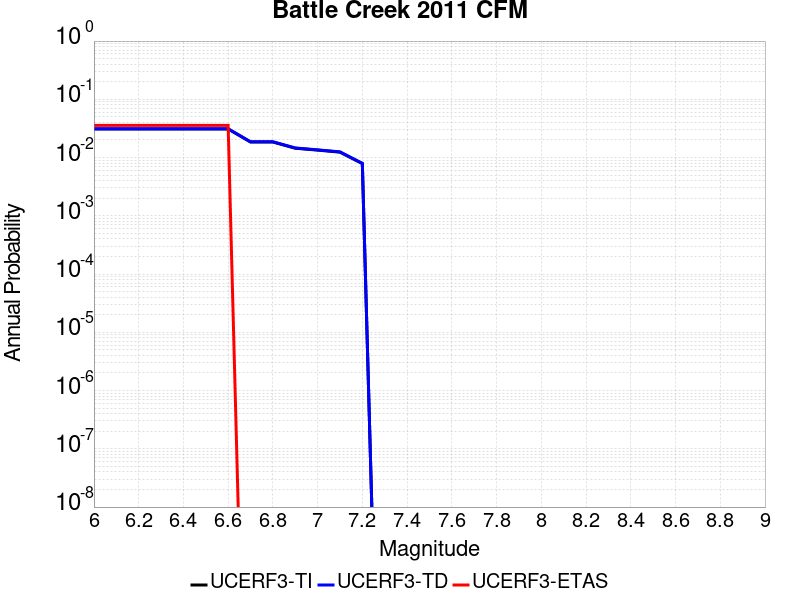 Battle Creek 2011 CFM
Annual Probability
10^0
10^-1
10^-2
10^-3
10^-4
10^-5
10^-6
10^-7
10^-8
6 6.2 6.4 6.6 6.8 7 7.2 7.4 7.6 7.8 8 8.2 8.4 8.6 8.8 9
Magnitude
UCERF3-TI UCERF3-TD UCERF3-ETAS